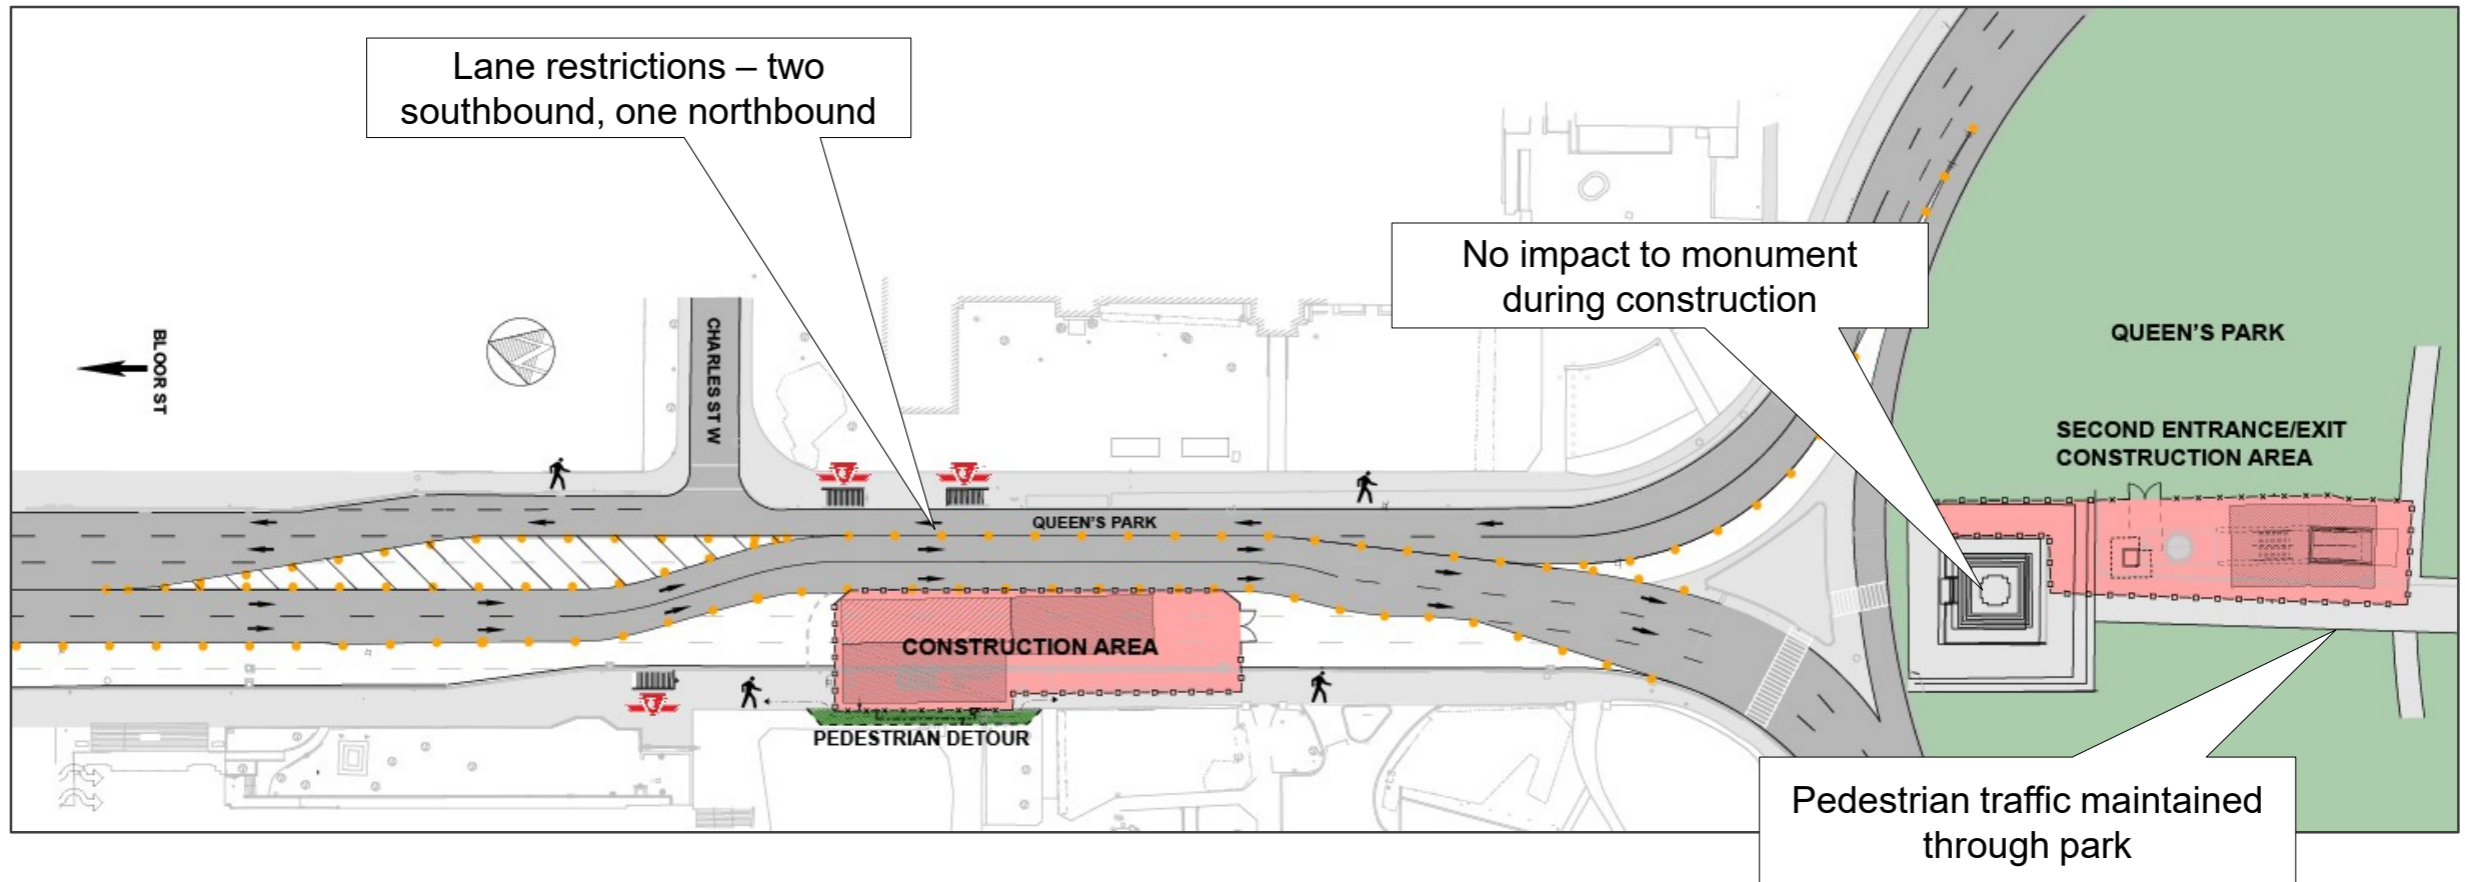 Lane restrictions – two
southbound, one northbound
No impact to monument
during construction
BLOOR ST
CHARLES ST W
QUEEN'S PARK
QUEEN'S PARK
SECOND ENTRANCE/EXIT
CONSTRUCTION AREA
CONSTRUCTION AREA
PEDESTRIAN DETOUR
Pedestrian traffic maintained
through park